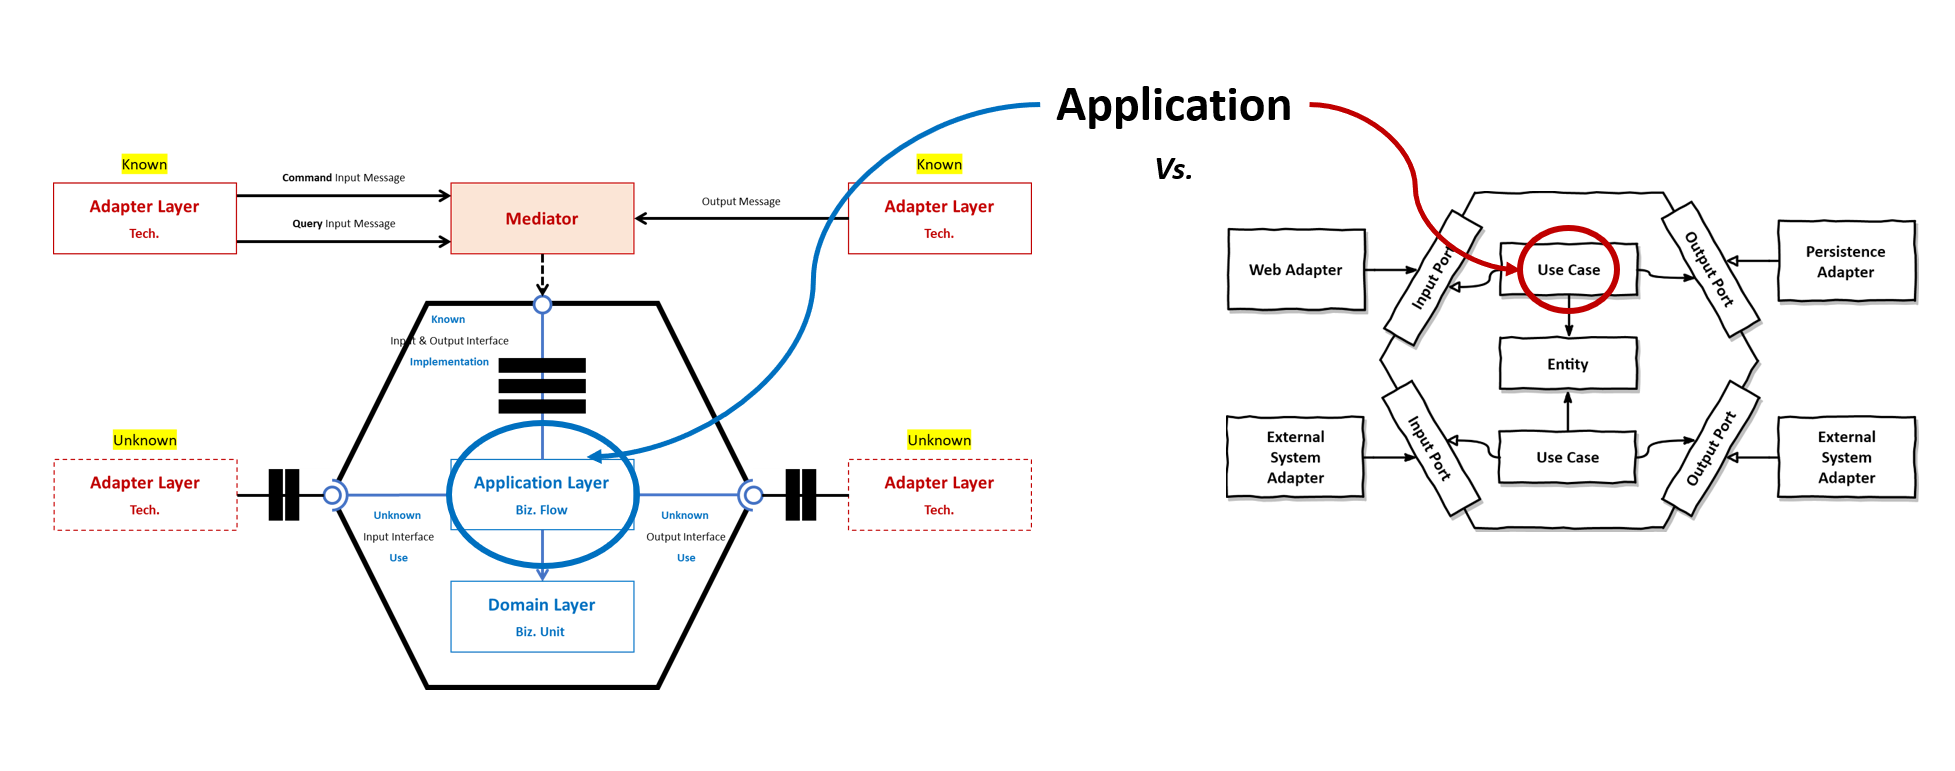 Application
Vs.
Known
Adapter Layer
Tech.
Command Input Message
Query Input Message
Mediator
Output Message
Known
Adapter Layer
Tech.
Known
Input & Output Interface
Implementation
Unknown
Adapter Layer
Tech.
Unknown
Input Interface
Use
Application Layer
Biz. Flow
Unknown
Output Interface
Use
Unknown
Adapter Layer
Tech.
Domain Layer
Biz. Unit
Web Adapter
Input Port
Use Case
Output Port
Persistence
Adapter
Entity
External
System
Adapter
Input Port
Use Case
Output Port
External
System
Adapter